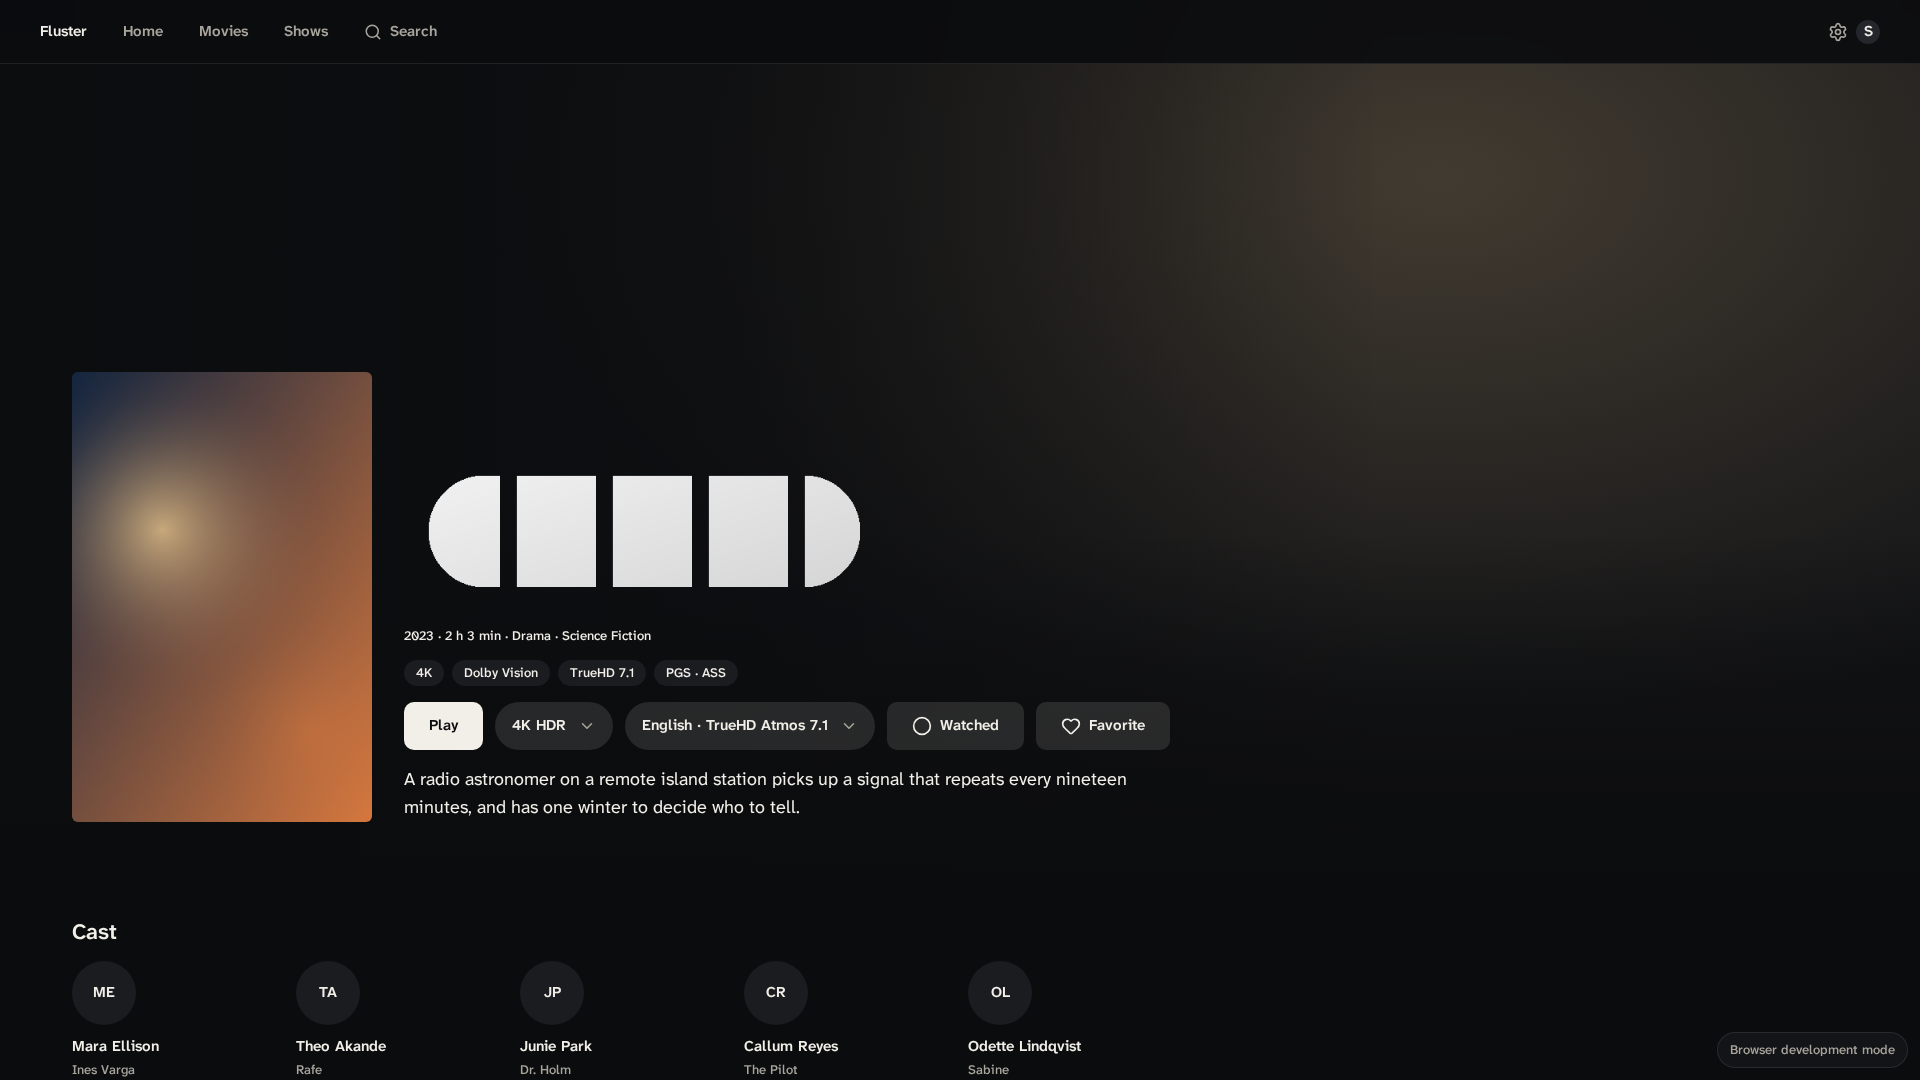 Fluster Home Movies Shows Search S
2023 · 2 h 3 min · Drama · Science Fiction
4K Dolby Vision TrueHD 7.1 PGS · ASS
Play 4K HDR English · TrueHD Atmos 7.1 Watched Favorite
A radio astronomer on a remote island station picks up a signal that repeats every nineteen
minutes, and has one winter to decide who to tell.
Cast
ME TA JP CR OL
Mara Ellison Theo Akande Junie Park Callum Reyes Odette Lindqvist
Ines Varga Rafe Dr. Holm The Pilot Sabine
Browser development mode